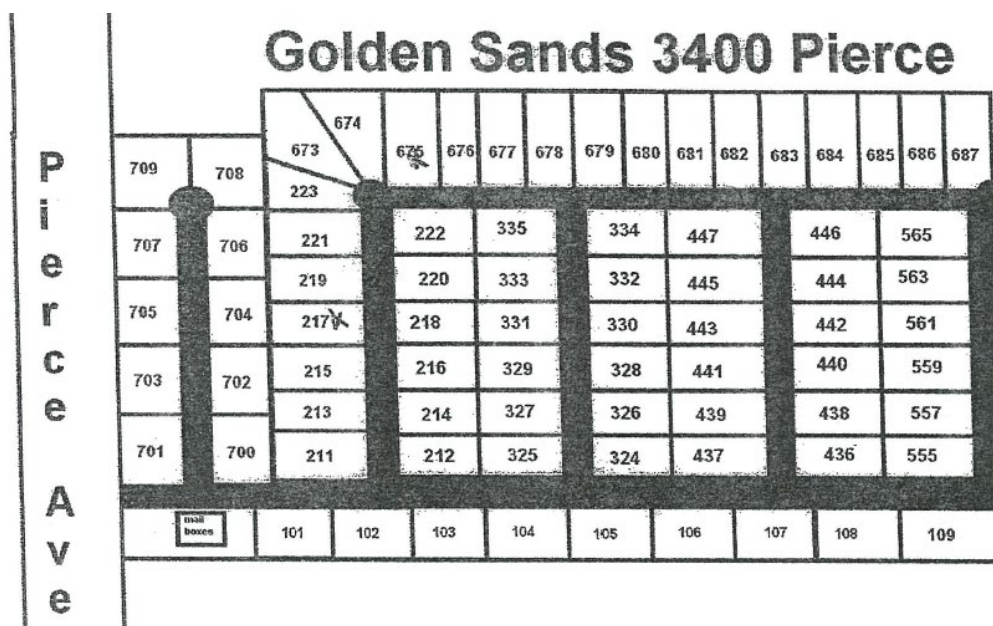 Golden Sands 3400 Pierce
Pierce Ave
674
673
675 676 677 678 679 680 681 682 683 684 685 686 687
709 708
223
707 706 221 222 335 334 447 446 565
219 220 333 332 445 444 563
705 704 217 218 331 330 443 442 561
703 702 215 216 329 328 441 440 559
213 214 327 326 439 438 557
701 700 211 212 325 324 437 436 555
mail
boxes
101 102 103 104 105 106 107 108 109